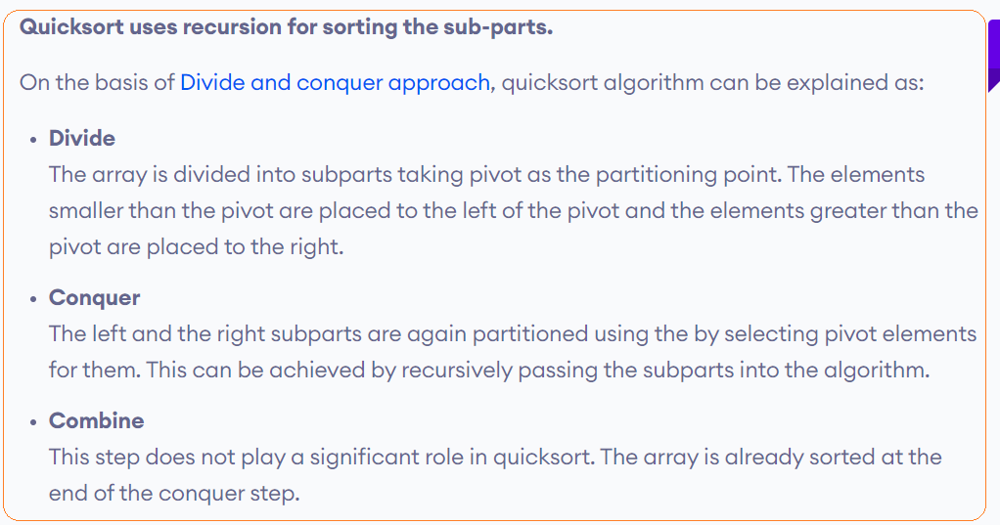 Quicksort uses recursion for sorting the sub-parts.
On the basis of Divide and conquer approach, quicksort algorithm can be explained as:
• Divide
The array is divided into subparts taking pivot as the partitioning point. The elements
smaller than the pivot are placed to the left of the pivot and the elements greater than the
pivot are placed to the right.
• Conquer
The left and the right subparts are again partitioned using the by selecting pivot elements
for them. This can be achieved by recursively passing the subparts into the algorithm.
• Combine
This step does not play a significant role in quicksort. The array is already sorted at the
end of the conquer step.